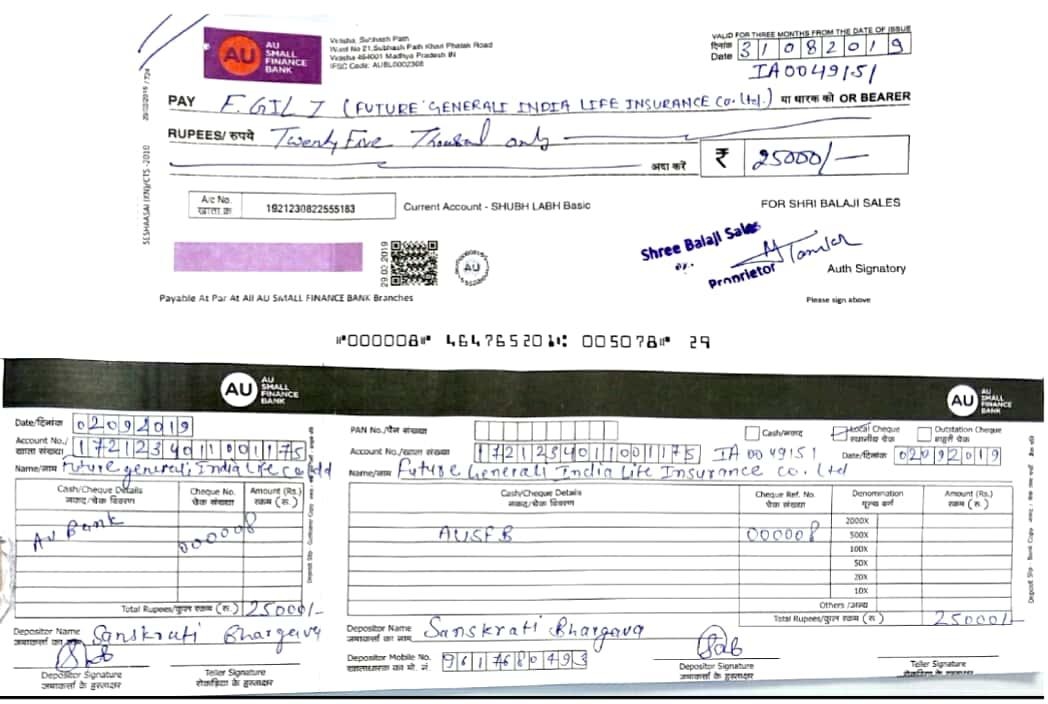 VALID FOR THREE MONTHS FROM THE DATE OF ISSUE
AU SMALL FINANCE BANK
Vidisha, Subhash Path
Ward No 21,Subhash Path Khari Phatak Road
Vidisha 464001 Madhya Pradesh IN
IFSC Code: AUBL0002308
दिनांक Date 31082019
IA0049151
PAY F.GILI (FUTURE GENERALI INDIA LIFE INSURANCE Co. Ltd.) या धारक को OR BEARER
RUPEES/ रुपये Twenty Five Thousand only
अदा करें ₹ 25000/-
A/c No. खाता.क्र 1921230822555183 Current Account - SHUBH LABH Basic
FOR SHRI BALAJI SALES
Shree Balaji Sales
Proprietor
Auth Signatory
Payable At Par At All AU SMALL FINANCE BANK Branches
Please sign above
SESHAASAI (XN)/CTS -2010
29.03.2019
AU
⑈000008⑈ 464765201⑆ 005078⑈ 29
AU SMALL FINANCE BANK
AU SMALL FINANCE BANK
Date/दिनांक 02092019
Account No./ खाता संख्या 1721234011001175
Name/नाम Future generali India Life Co Ltd
Cash/Cheque Details नकद/चेक विवरण
Cheque No. चेक संख्या
Amount (Rs.) रकम (रु.)
AU Bank 000008
Total Rupees/कुल रकम (रु.) 25000/-
Depositor Name जमाकर्ता का नाम Sanskrati Bhargava
Depositor Signature जमाकर्ता के हस्ताक्षर
Teller Signature रोकड़िया के हस्ताक्षर
Deposit Slip - Customer Copy
PAN No./पैन संख्या
Cash/नकद
Local Cheque स्थानीय चेक
Outstation Cheque बाहरी चेक
Account No./खाता संख्या 1721234011001175 IA 0049151 Date/दिनांक 02092019
Name/नाम Future Generali India Life Insurance co. Ltd
Cash/Cheque Details नकद/चेक विवरण
Cheque Ref. No. चेक संख्या
Denomination मूल्य वर्ग
Amount (Rs.) रकम (रु.)
AUSFB 000008
2000X
500X
100X
50X
20X
10X
Others /अन्य
Total Rupees/कुल रकम (रु) 25000/-
Depositor Name जमाकर्ता का नाम Sanskrati Bhargava
Depositor Mobile No. खाताधारक का मो. नं. 9617680493
Depositor Signature जमाकर्ता के हस्ताक्षर
Teller Signature रोकड़िया के हस्ताक्षर
Deposit Slip - Bank Copy